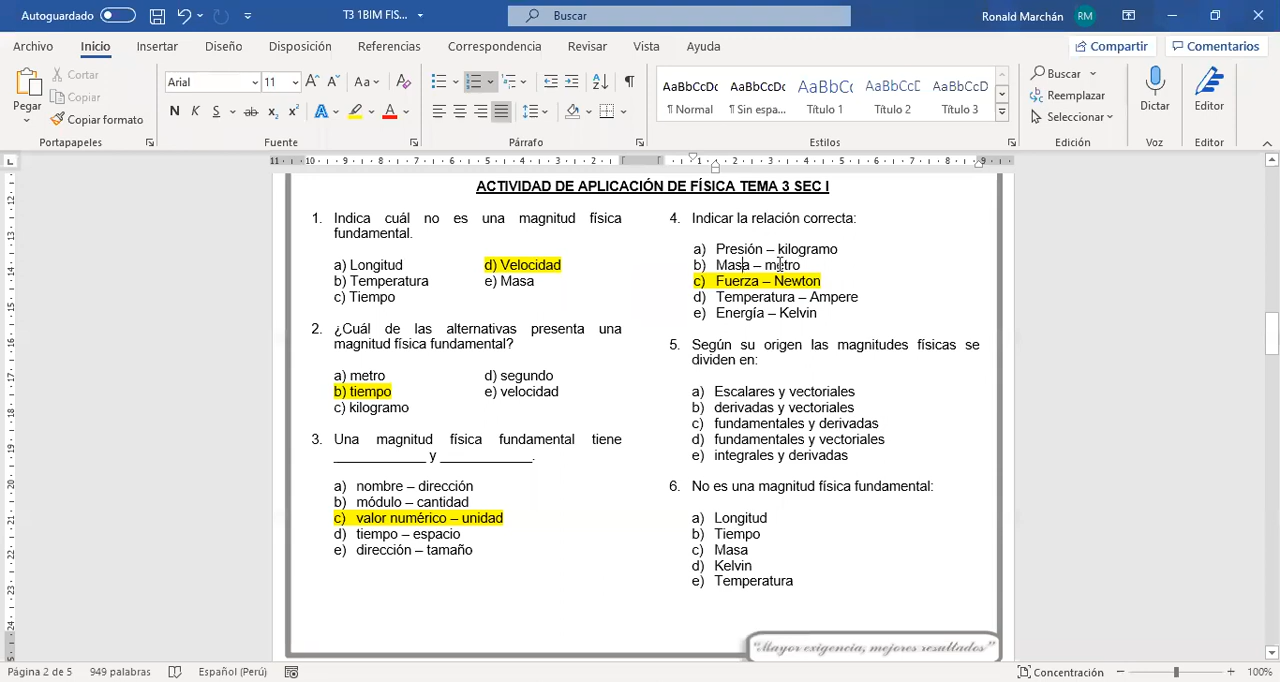 Autoguardado
T3 1BIM FIS...
Buscar
Ronald Marchán
RM
Archivo
Inicio
Insertar
Diseño
Disposición
Referencias
Correspondencia
Revisar
Vista
Ayuda
Compartir
Comentarios
Pegar
Cortar
Copiar
Copiar formato
Portapapeles
Arial
11
Fuente
Párrafo
AaBbCcDc
¶ Normal
AaBbCcDc
¶ Sin espa...
AaBbCc
Título 1
AaBbCcD
Título 2
AaBbCcD
Título 3
Estilos
Buscar
Reemplazar
Seleccionar
Edición
Dictar
Voz
Editor
Editor
ACTIVIDAD DE APLICACIÓN DE FÍSICA TEMA 3 SEC I
1. Indica cuál no es una magnitud física
fundamental.
a) Longitud d) Velocidad
b) Temperatura e) Masa
c) Tiempo
2. ¿Cuál de las alternativas presenta una
magnitud física fundamental?
a) metro d) segundo
b) tiempo e) velocidad
c) kilogramo
3. Una magnitud física fundamental tiene
____________ y ____________.
a) nombre – dirección
b) módulo – cantidad
c) valor numérico – unidad
d) tiempo – espacio
e) dirección – tamaño
4. Indicar la relación correcta:
a) Presión – kilogramo
b) Masa – metro
c) Fuerza – Newton
d) Temperatura – Ampere
e) Energía – Kelvin
5. Según su origen las magnitudes físicas se
dividen en:
a) Escalares y vectoriales
b) derivadas y vectoriales
c) fundamentales y derivadas
d) fundamentales y vectoriales
e) integrales y derivadas
6. No es una magnitud física fundamental:
a) Longitud
b) Tiempo
c) Masa
d) Kelvin
e) Temperatura
"Mayor exigencia, mejores resultados"
Página 2 de 5
949 palabras
Español (Perú)
Concentración
100%